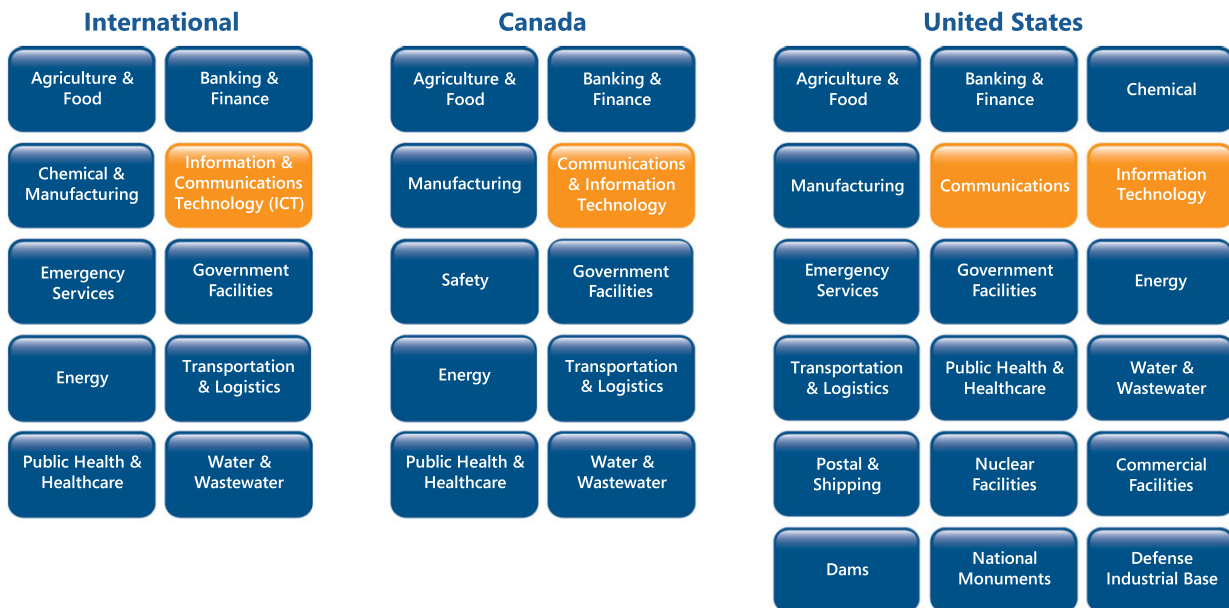 International
Agriculture &
Food
Banking &
Finance
Chemical &
Manufacturing
Information &
Communications
Technology (ICT)
Emergency
Services
Government
Facilities
Energy
Transportation
& Logistics
Public Health &
Healthcare
Water &
Wastewater
Canada
Agriculture &
Food
Banking &
Finance
Manufacturing
Communications
& Information
Technology
Safety
Government
Facilities
Energy
Transportation
& Logistics
Public Health &
Healthcare
Water &
Wastewater
United States
Agriculture &
Food
Banking &
Finance
Chemical
Manufacturing
Communications
Information
Technology
Emergency
Services
Government
Facilities
Energy
Transportation
& Logistics
Public Health &
Healthcare
Water &
Wastewater
Postal &
Shipping
Nuclear
Facilities
Commercial
Facilities
Dams
National
Monuments
Defense
Industrial Base